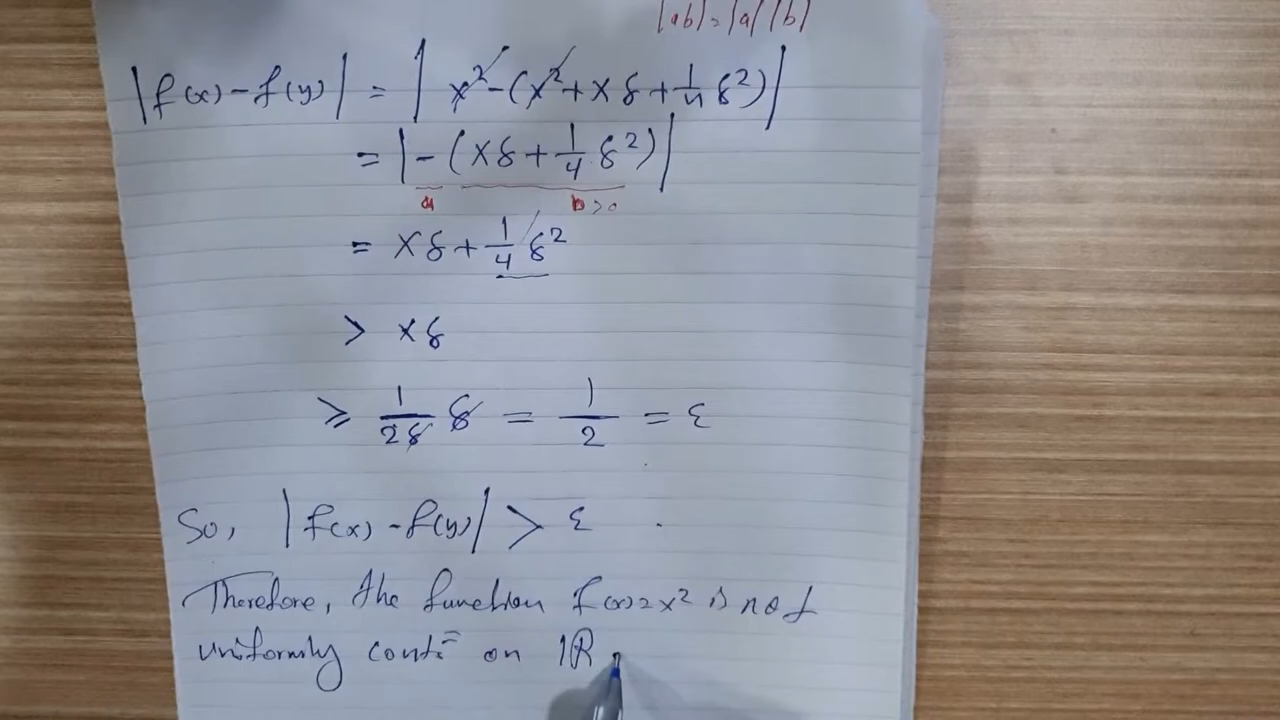 |ab| = |a| |b|
|f(x) - f(y)| = | x² - (x² + xδ + 1/4 δ²) |
= | - (xδ + 1/4 δ²) |
a b > 0
= xδ + 1/4 δ²
> xδ
≥ 1/2δ δ = 1/2 = ε
So, |f(x) - f(y)| > ε .
Therefore, the function f(x) = x² is not
uniformly cont= on ℝ .